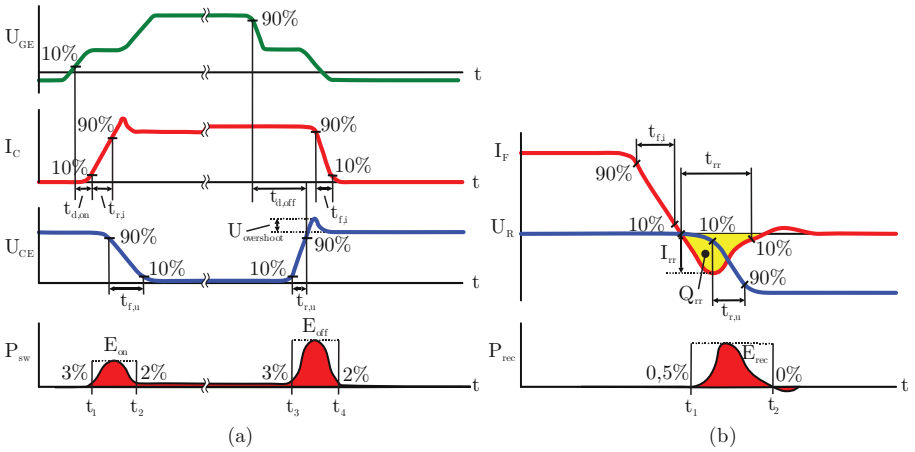 U_GE
10%
90%
t
I_C
90%
10%
90%
10%
t
t_d,on
t_r,i
t_d,off
t_f,i
U_overshoot
U_CE
90%
10%
10%
90%
t
t_f,u
t_r,u
P_sw
3%
E_on
2%
3%
E_off
2%
t
t_1
t_2
t_3
t_4
(a)
I_F
90%
t_f,i
t_rr
U_R
10%
10%
10%
t
I_rr
Q_rr
90%
t_r,u
P_rec
0,5%
E_rec
0%
t
t_1
t_2
(b)